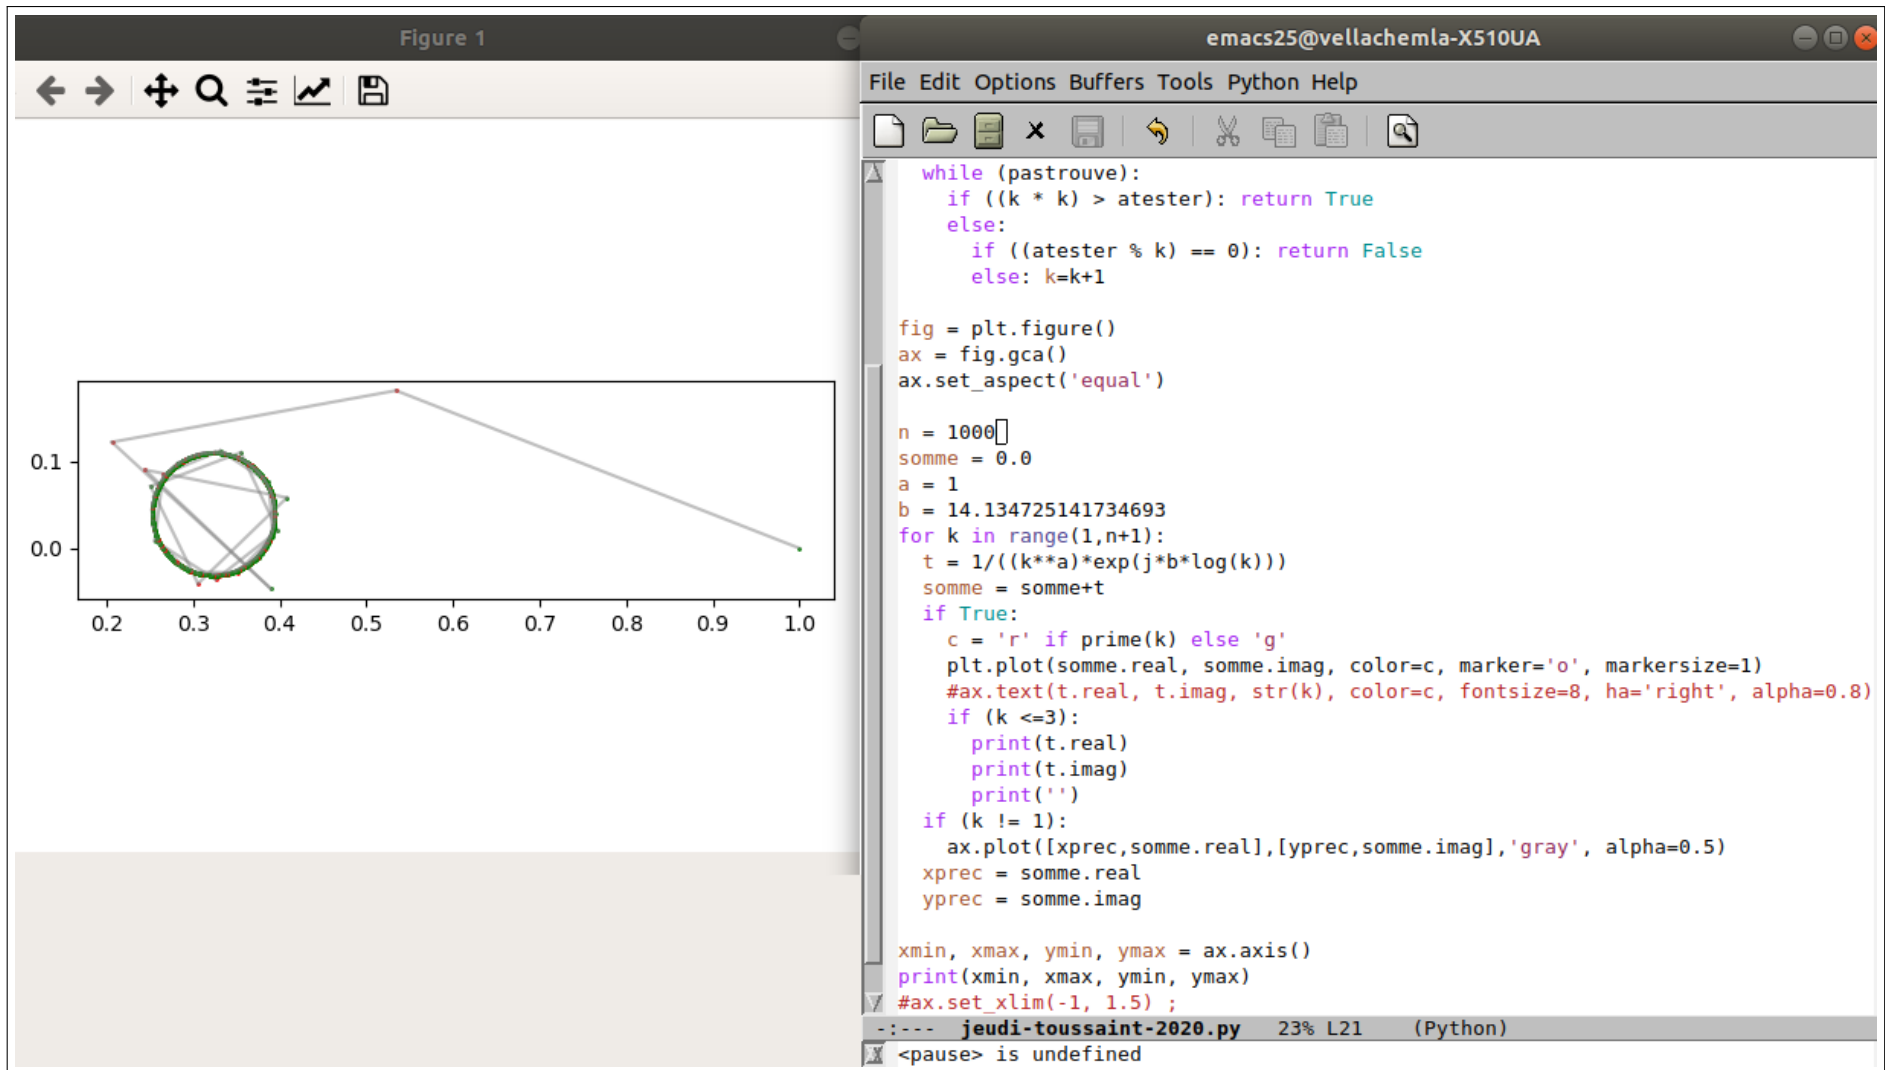 Figure 1
0.1
0.0
0.2 0.3 0.4 0.5 0.6 0.7 0.8 0.9 1.0
emacs25@vellachemla-X510UA
File Edit Options Buffers Tools Python Help
while (pastrouve):
if ((k * k) > atester): return True
else:
if ((atester % k) == 0): return False
else: k=k+1
fig = plt.figure()
ax = fig.gca()
ax.set_aspect('equal')
n = 1000
somme = 0.0
a = 1
b = 14.134725141734693
for k in range(1,n+1):
t = 1/((k**a)*exp(j*b*log(k)))
somme = somme+t
if True:
c = 'r' if prime(k) else 'g'
plt.plot(somme.real, somme.imag, color=c, marker='o', markersize=1)
#ax.text(t.real, t.imag, str(k), color=c, fontsize=8, ha='right', alpha=0.8)
if (k <=3):
print(t.real)
print(t.imag)
print('')
if (k != 1):
ax.plot([xprec,somme.real],[yprec,somme.imag],'gray', alpha=0.5)
xprec = somme.real
yprec = somme.imag
xmin, xmax, ymin, ymax = ax.axis()
print(xmin, xmax, ymin, ymax)
#ax.set_xlim(-1, 1.5) ;
-:--- jeudi-toussaint-2020.py 23% L21 (Python)
<pause> is undefined